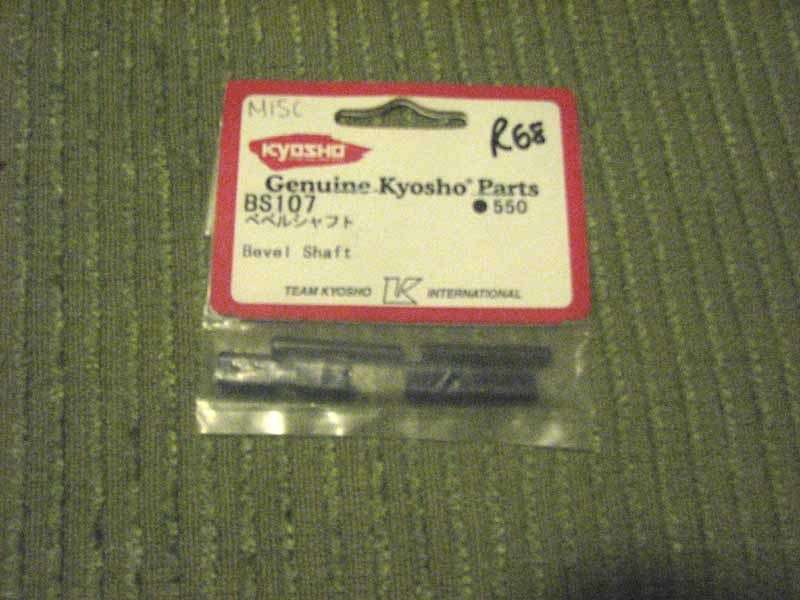 MISC
R68
KYOSHO
Genuine Kyosho® Parts
BS107
● 550
ベベルシャフト
Bevel Shaft
TEAM KYOSHO K INTERNATIONAL